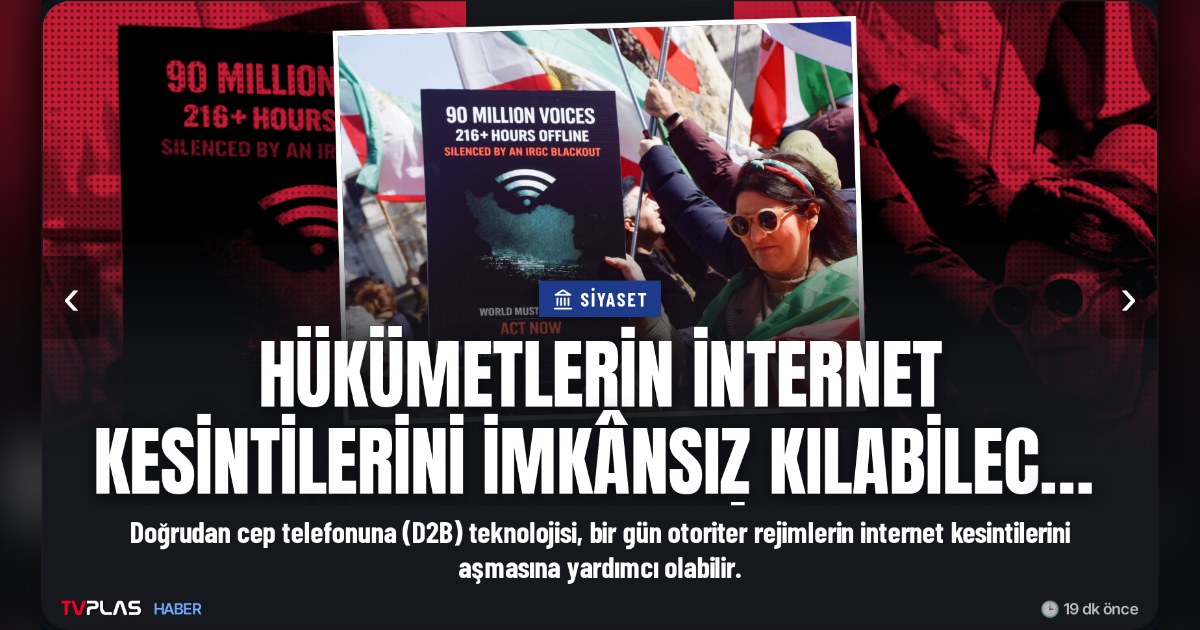 90 MILLION
216+ HOURS
SILENCED BY AN IR
90 MILLION VOICES
216+ HOURS OFFLINE
SILENCED BY AN IRGC BLACKOUT
WORLD MUST
ACT NOW
SİYASET
HÜKÜMETLERİN İNTERNET
KESİNTİLERİNİ İMKÂNSIZ KILABİLEC...
Doğrudan cep telefonuna (D2B) teknolojisi, bir gün otoriter rejimlerin internet kesintilerini
aşmasına yardımcı olabilir.
TVPLAS HABER
19 dk önce